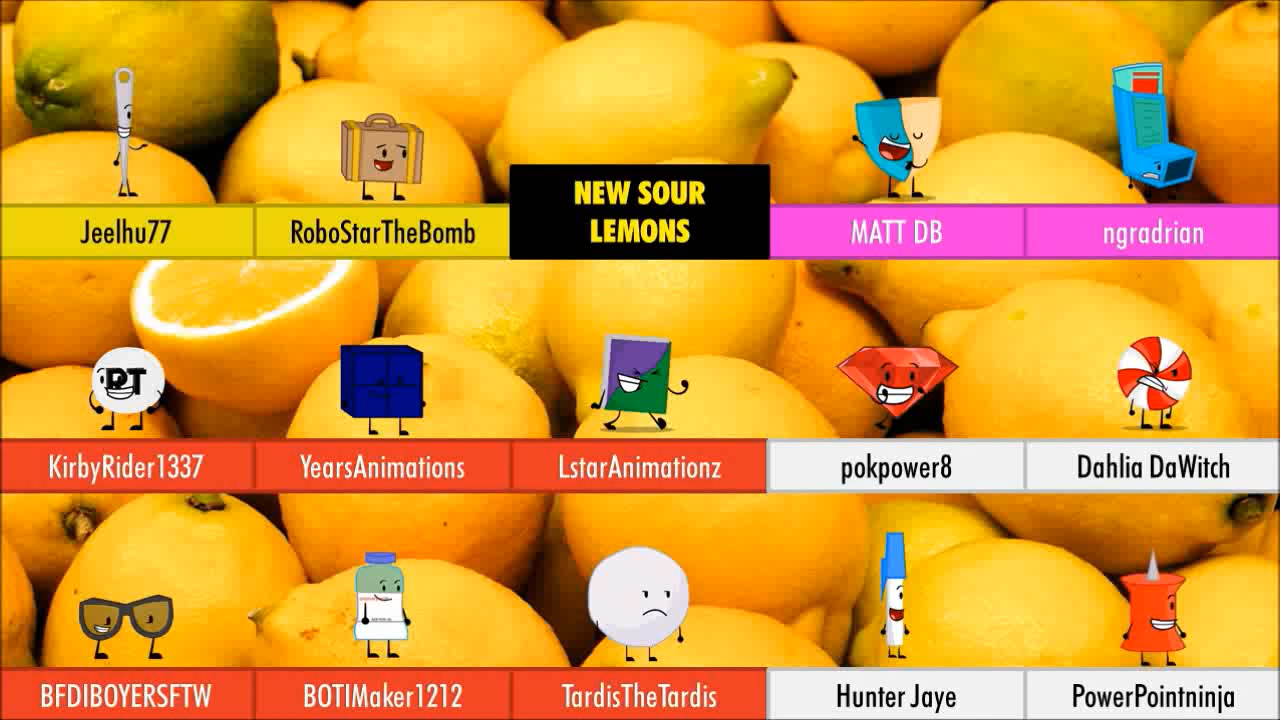 NEW SOUR
LEMONS
Jeelhu77
RoboStarTheBomb
MATT DB
ngradrian
PT
KirbyRider1337
YearsAnimations
LstarAnimationz
pokpower8
Dahlia DaWitch
BFDIBOYERSFTW
BOTIMaker1212
TardisTheTardis
Hunter Jaye
PowerPointninja